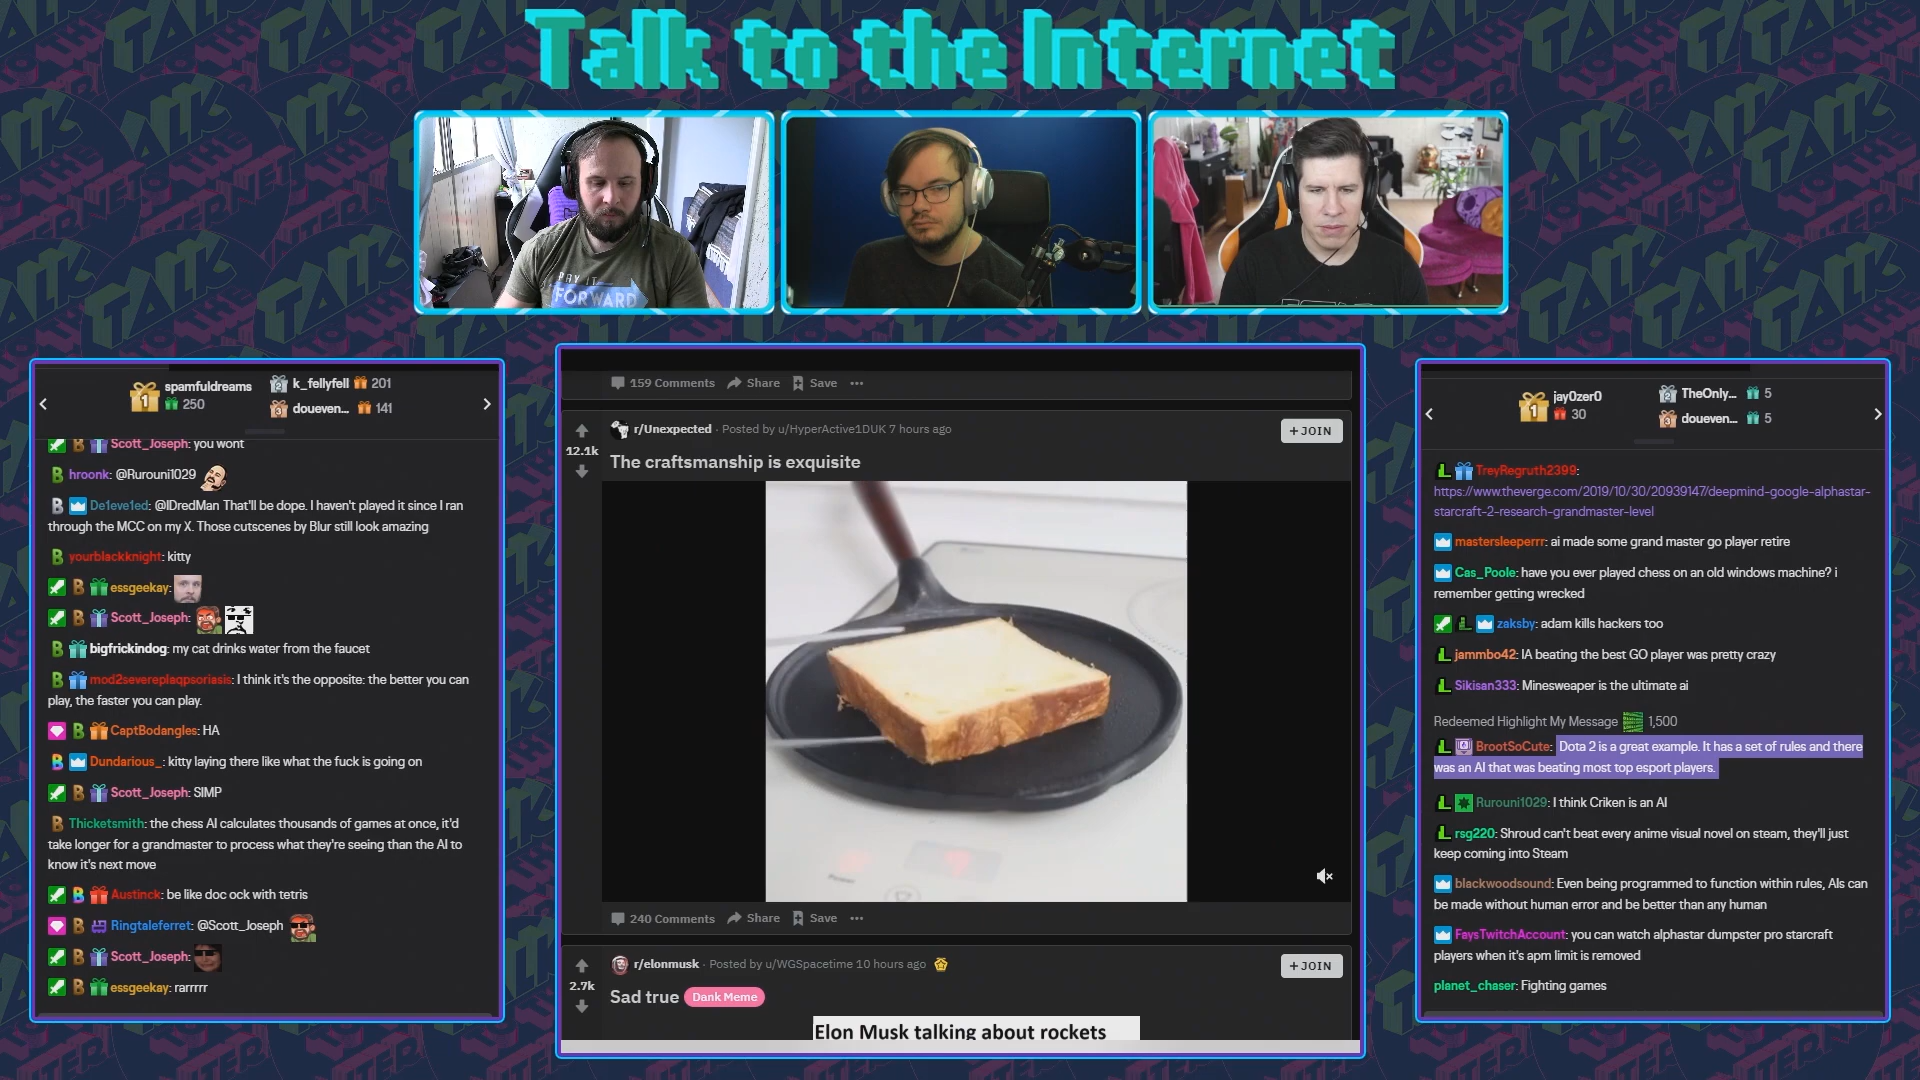 Talk to the Internet
PAY IT
FORWARD
spamfuldreams
250
k_fellyfell 201
doueven... 141
Scott_Joseph: you wont
hroonk: @Rurouni1029
De1eve1ed: @IDredMan That'll be dope. I haven't played it since I ran
through the MCC on my X. Those cutscenes by Blur still look amazing
yourblackknight: kitty
essgeekay:
Scott_Joseph:
bigfrickindog: my cat drinks water from the faucet
mod2severeplaqpsoriasis: I think it's the opposite: the better you can
play, the faster you can play.
CaptBodangles: HA
Dundarious_: kitty laying there like what the fuck is going on
Scott_Joseph: SIMP
Thicketsmith: the chess AI calculates thousands of games at once, it'd
take longer for a grandmaster to process what they're seeing than the AI to
know it's next move
Austinck: be like doc ock with tetris
Ringtaleferret: @Scott_Joseph
Scott_Joseph:
essgeekay: rarrrrr
159 Comments Share Save
r/Unexpected · Posted by u/HyperActive1DUK 7 hours ago
+ JOIN
12.1k
The craftsmanship is exquisite
Power
240 Comments Share Save
r/elonmusk · Posted by u/WGSpacetime 10 hours ago
+ JOIN
2.7k
Sad true Dank Meme
Elon Musk talking about rockets
jay0zer0
30
TheOnly... 5
doueven... 5
TreyRegruth2399:
https://www.theverge.com/2019/10/30/20939147/deepmind-google-alphastar-
starcraft-2-research-grandmaster-level
mastersleeperrr: ai made some grand master go player retire
Cas_Poole: have you ever played chess on an old windows machine? i
remember getting wrecked
zaksby: adam kills hackers too
jammbo42: IA beating the best GO player was pretty crazy
Sikisan333: Minesweaper is the ultimate ai
Redeemed Highlight My Message 1,500
BrootSoCute: Dota 2 is a great example. It has a set of rules and there
was an AI that was beating most top esport players.
Rurouni1029: I think Criken is an AI
rsg220: Shroud can't beat every anime visual novel on steam, they'll just
keep coming into Steam
blackwoodsound: Even being programmed to function within rules, AIs can
be made without human error and be better than any human
FaysTwitchAccount: you can watch alphastar dumpster pro starcraft
players when it's apm limit is removed
planet_chaser: Fighting games